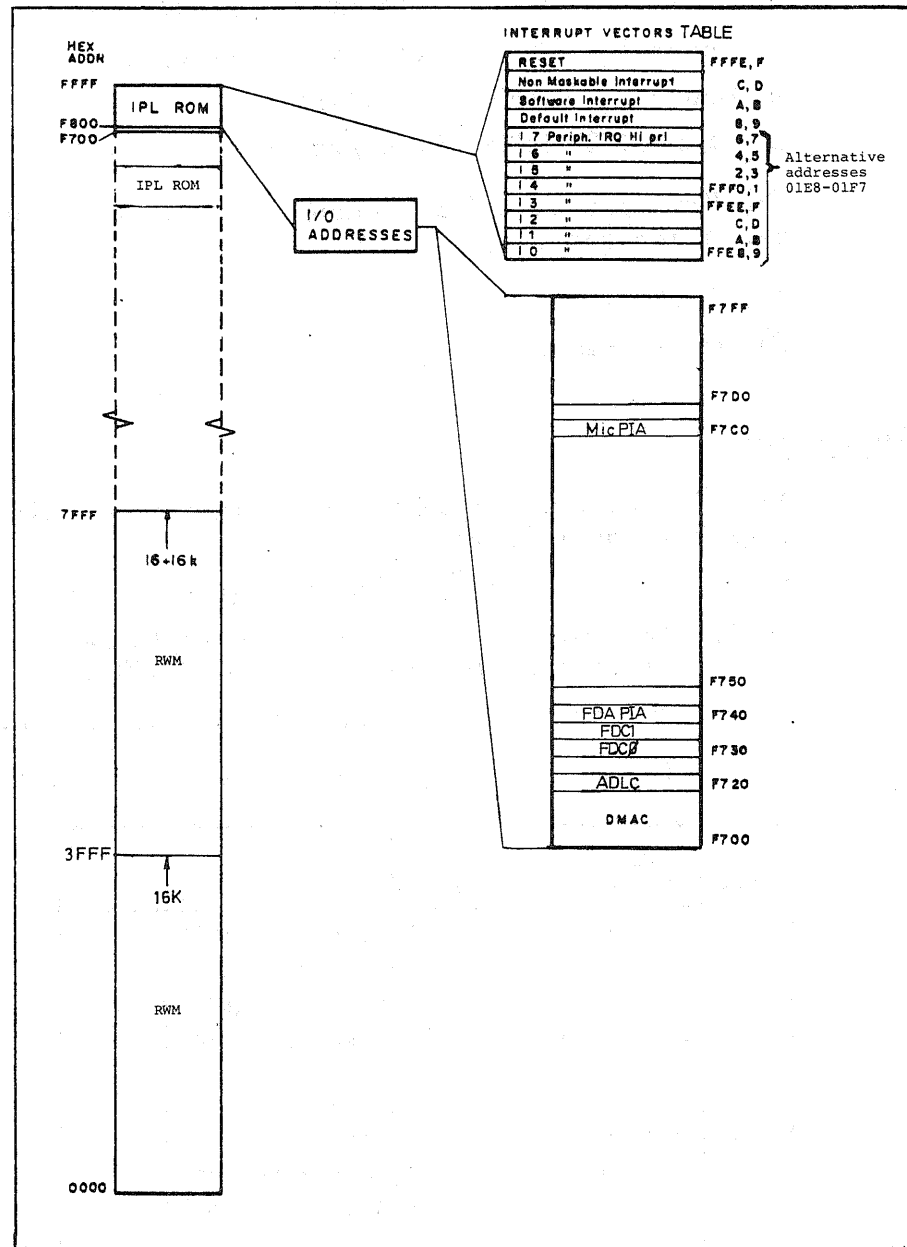 HEX
ADDR
FFFF
IPL ROM
F800
F700
IPL ROM
I/O
ADDRESSES
7FFF
16+16k
RWM
3FFF
16K
RWM
0000
INTERRUPT VECTORS TABLE
RESET FFFE,F
Non Maskable Interrupt C,D
Software Interrupt A,B
Default Interrupt 8,9
I 7 Periph. IRQ Hi pri 6,7
I 6 " 4,5
I 5 " 2,3
I 4 " FFF0,1
I 3 " FFEE,F
I 2 " C,D
I 1 " A,B
I 0 " FFE8,9
Alternative
addresses
01E8-01F7
F7FF
F7D0
MicPIA F7C0
F750
FDA PIA F740
FDC1
FDC0 F730
ADLC F720
DMAC
F700